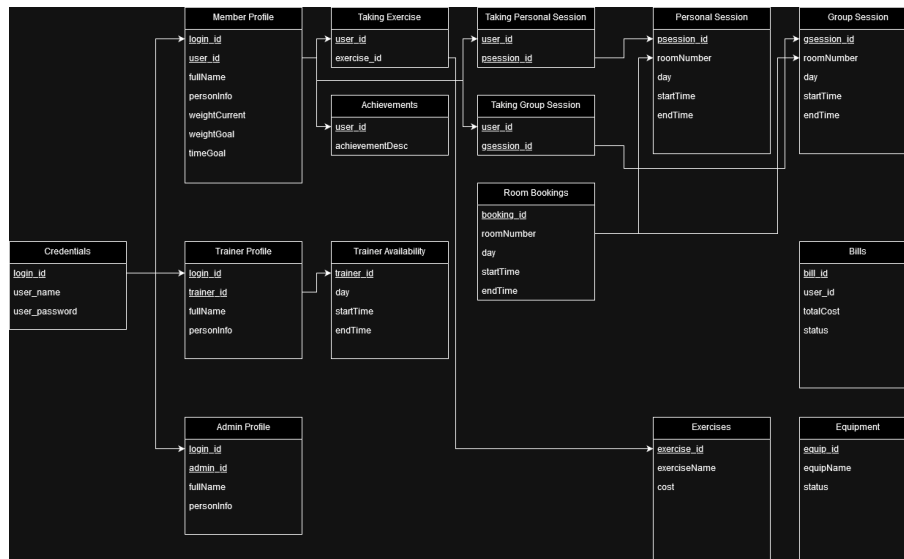 Member Profile
login_id
user_id
fullName
personInfo
weightCurrent
weightGoal
timeGoal
Taking Exercise
user_id
exercise_id
Achievements
user_id
achievementDesc
Taking Personal Session
user_id
psession_id
Taking Group Session
user_id
gsession_id
Room Bookings
booking_id
roomNumber
day
startTime
endTime
Personal Session
psession_id
roomNumber
day
startTime
endTime
Group Session
gsession_id
roomNumber
day
startTime
endTime
Credentials
login_id
user_name
user_password
Trainer Profile
login_id
trainer_id
fullName
personInfo
Trainer Availability
trainer_id
day
startTime
endTime
Bills
bill_id
user_id
totalCost
status
Admin Profile
login_id
admin_id
fullName
personInfo
Exercises
exercise_id
exerciseName
cost
Equipment
equip_id
equipName
status